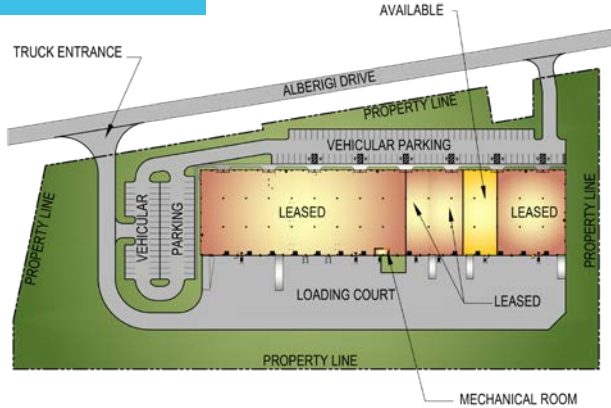 AVAILABLE
TRUCK ENTRANCE
ALBERIGI DRIVE
PROPERTY LINE
VEHICULAR PARKING
PROPERTY LINE
VEHICULAR
PARKING
LEASED
LEASED
PROPERTY LINE
LOADING COURT
LEASED
PROPERTY LINE
MECHANICAL ROOM